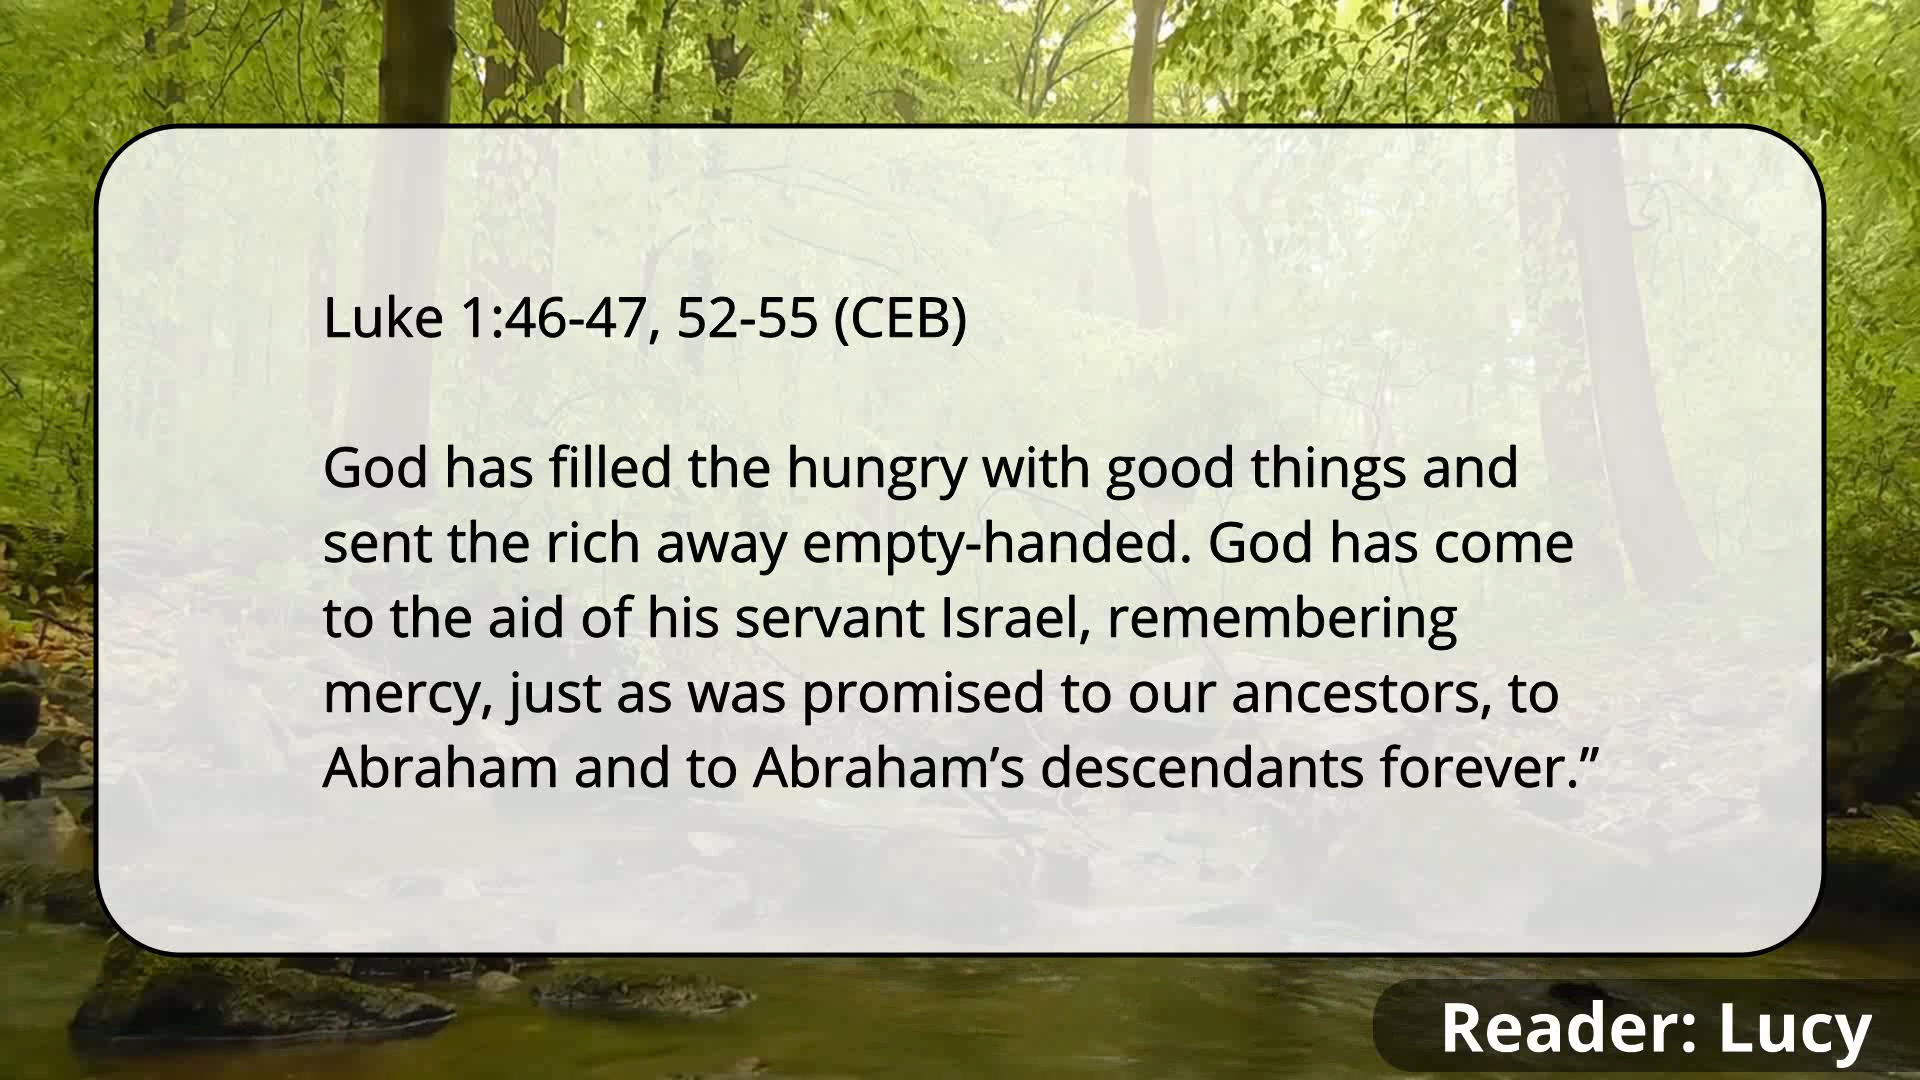 Luke 1:46-47, 52-55 (CEB)
God has filled the hungry with good things and
sent the rich away empty-handed. God has come
to the aid of his servant Israel, remembering
mercy, just as was promised to our ancestors, to
Abraham and to Abraham’s descendants forever.”
Reader: Lucy